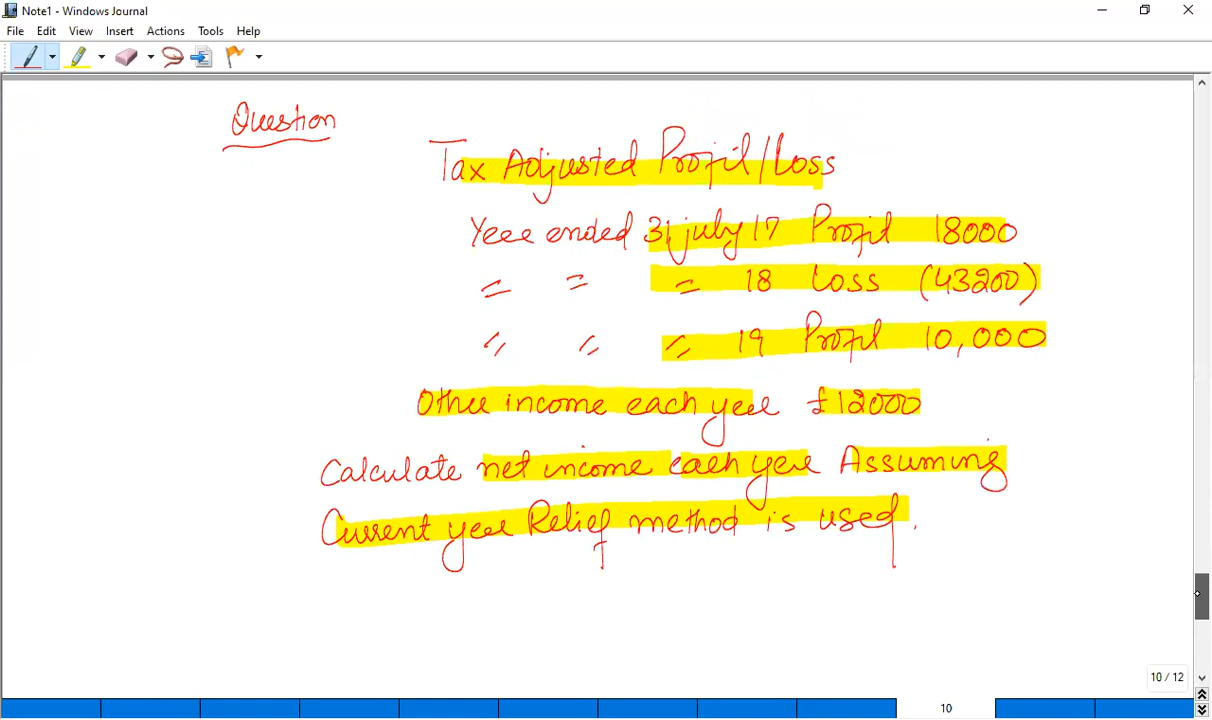 Note1 - Windows Journal
File Edit View Insert Actions Tools Help
Question
Tax Adjusted Profit/Loss
Year ended 31, july 17 Profit 18000
= = = 18 Loss (43200)
" " = 19 Profit 10,000
Other income each year £12000
Calculate net income each year Assuming
Current year Relief method is used.
10 / 12
10